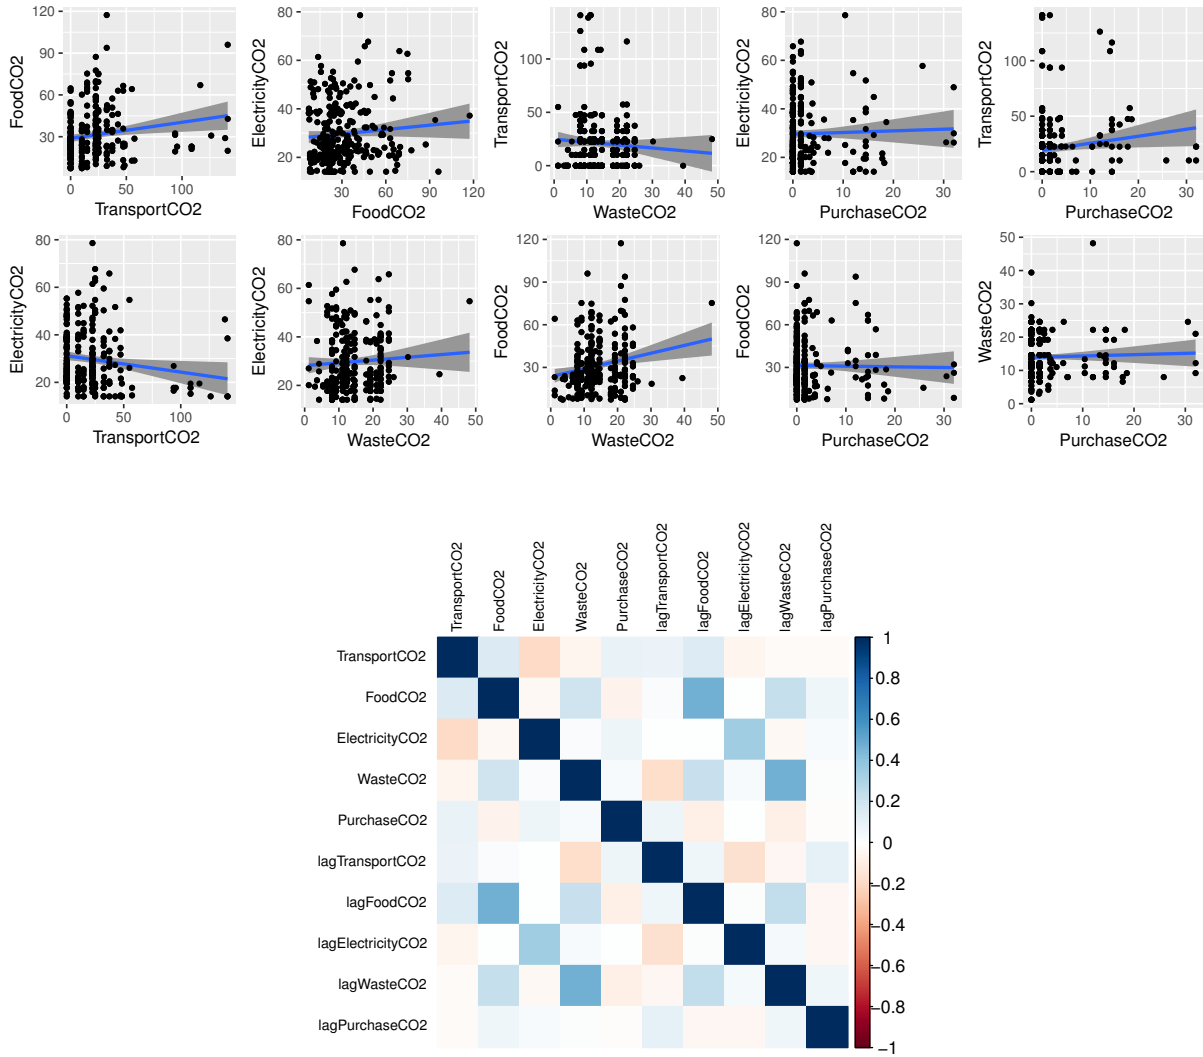 120
90
60
30
FoodCO2
0
50
100
TransportCO2
80
60
40
20
ElectricityCO2
30
60
90
120
FoodCO2
100
50
0
TransportCO2
0
10
20
30
40
50
WasteCO2
80
60
40
20
ElectricityCO2
0
10
20
30
PurchaseCO2
100
50
0
TransportCO2
0
10
20
30
PurchaseCO2
80
60
40
20
ElectricityCO2
0
50
100
TransportCO2
80
60
40
20
ElectricityCO2
0
10
20
30
40
50
WasteCO2
120
90
60
30
FoodCO2
0
10
20
30
40
50
WasteCO2
120
90
60
30
FoodCO2
0
10
20
30
PurchaseCO2
50
40
30
20
10
0
WasteCO2
0
10
20
30
PurchaseCO2
TransportCO2
FoodCO2
ElectricityCO2
WasteCO2
PurchaseCO2
lagTransportCO2
lagFoodCO2
lagElectricityCO2
lagWasteCO2
lagPurchaseCO2
TransportCO2
FoodCO2
ElectricityCO2
WasteCO2
PurchaseCO2
lagTransportCO2
lagFoodCO2
lagElectricityCO2
lagWasteCO2
lagPurchaseCO2
1
0.8
0.6
0.4
0.2
0
−0.2
−0.4
−0.6
−0.8
−1